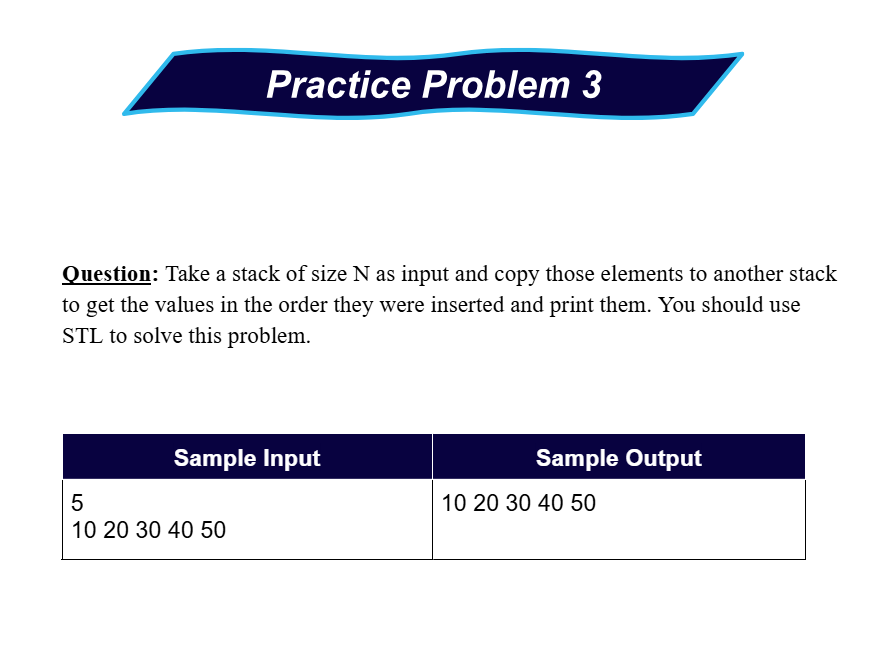 Practice Problem 3
Question: Take a stack of size N as input and copy those elements to another stack
to get the values in the order they were inserted and print them. You should use
STL to solve this problem.
Sample Input
Sample Output
5
10 20 30 40 50
10 20 30 40 50